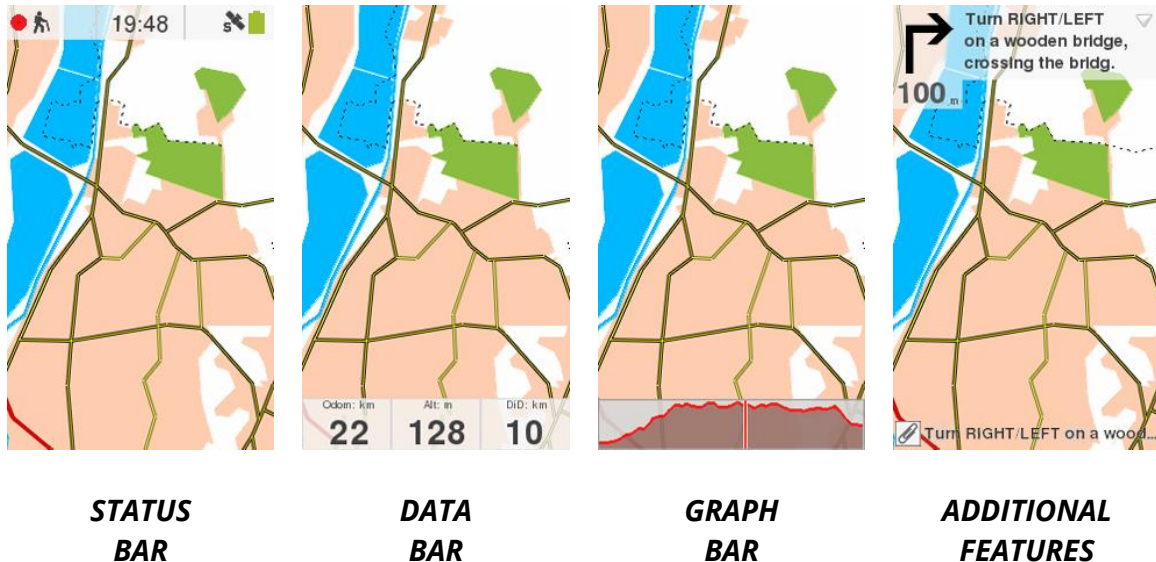 19:48
S
Odom: km Alt: m DiD: km
22 128 10
Turn RIGHT/LEFT
on a wooden bridge,
crossing the bridg.
100 m
Turn RIGHT/LEFT on a wood...
STATUS BAR
DATA BAR
GRAPH BAR
ADDITIONAL FEATURES